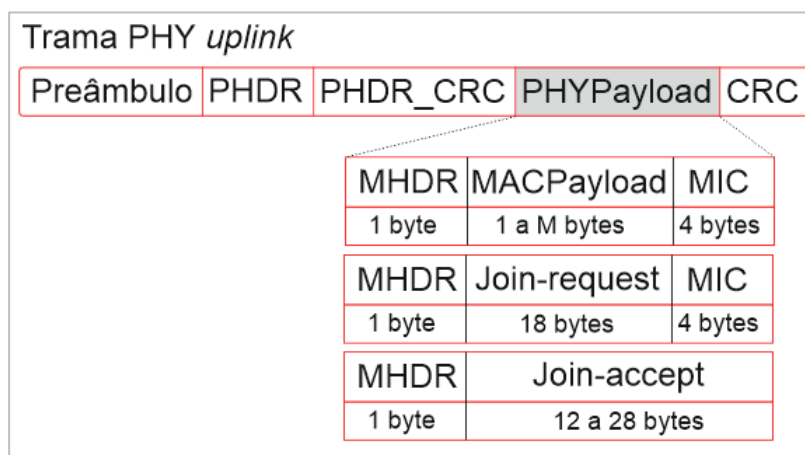 Trama PHY uplink
Preâmbulo PHDR PHDR_CRC PHYPayload CRC
MHDR MACPayload MIC
1 byte 1 a M bytes 4 bytes
MHDR Join-request MIC
1 byte 18 bytes 4 bytes
MHDR Join-accept
1 byte 12 a 28 bytes